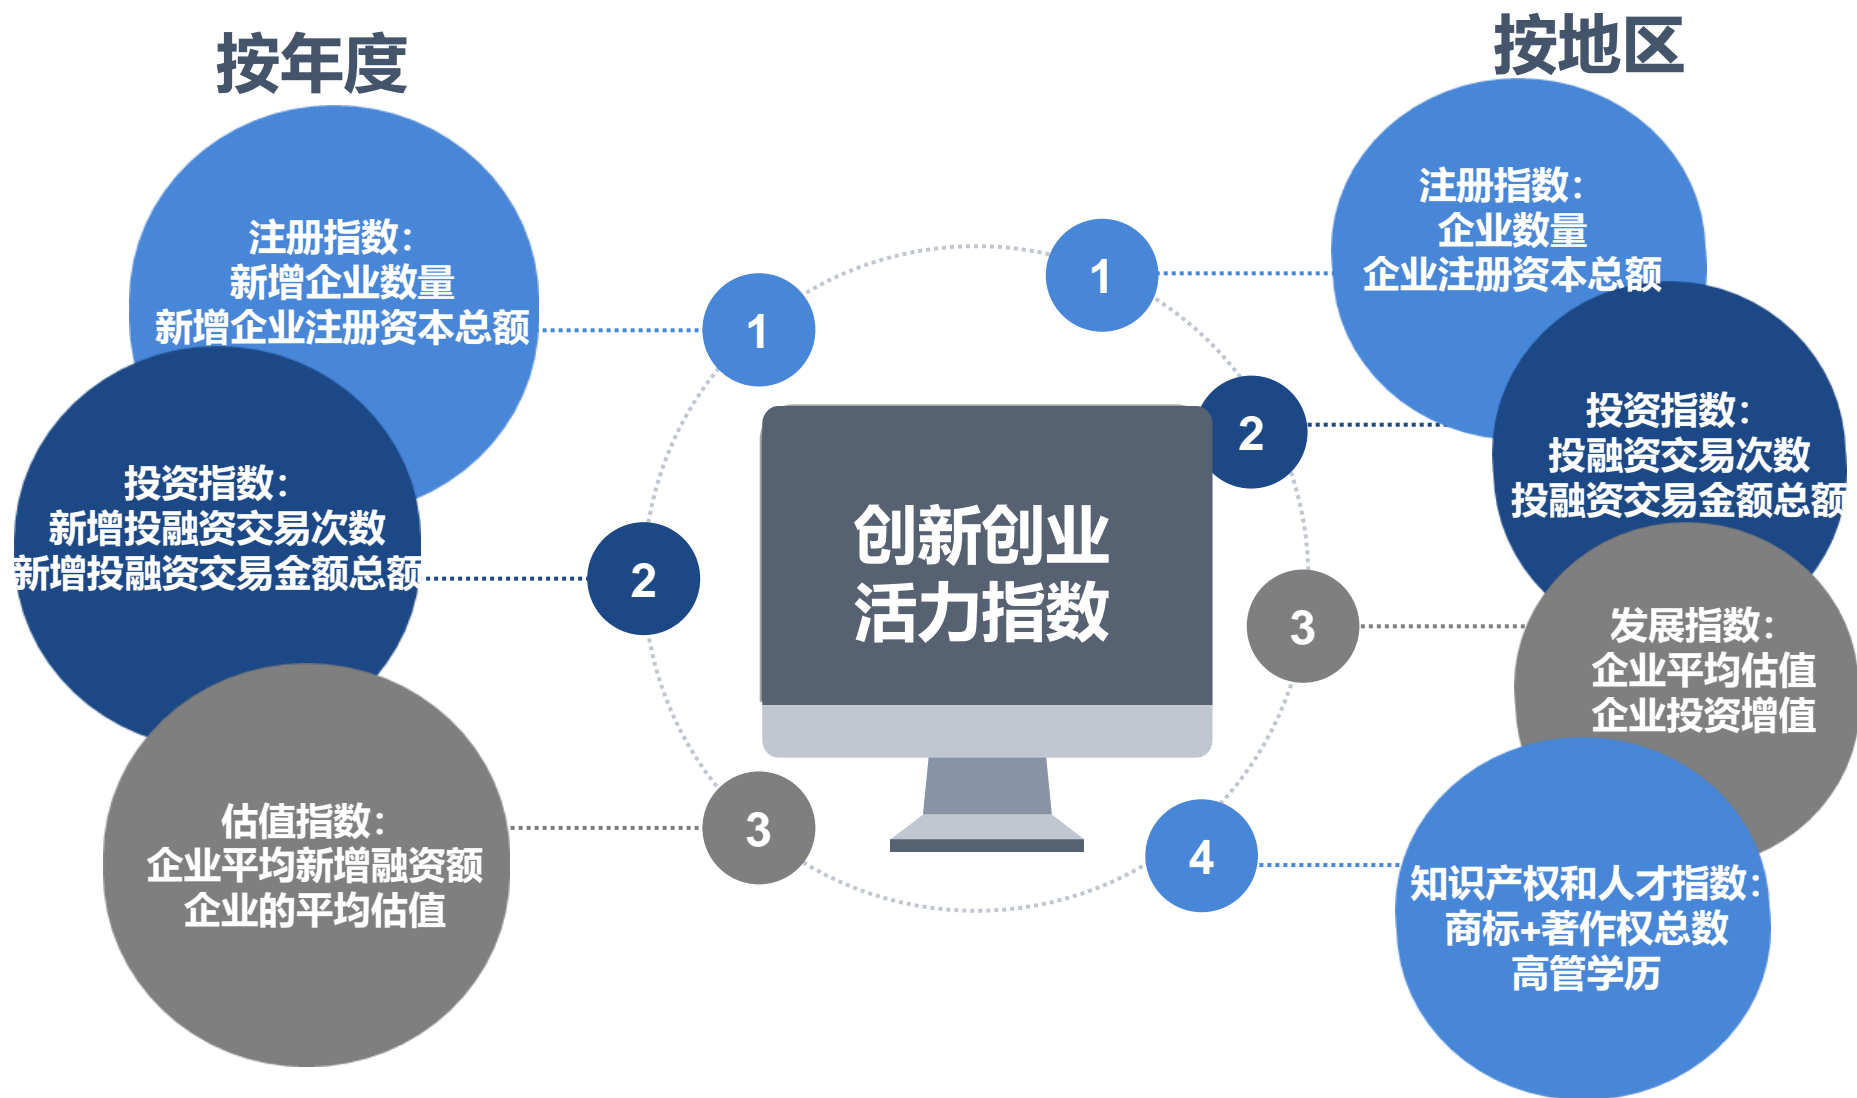 按年度
注册指数：
新增企业数量
新增企业注册资本总额
1
投资指数：
新增投融资交易次数
新增投融资交易金额总额
2
估值指数：
企业平均新增融资额
企业的平均估值
3
创新创业
活力指数
按地区
1
注册指数：
企业数量
企业注册资本总额
2
投资指数：
投融资交易次数
投融资交易金额总额
3
发展指数：
企业平均估值
企业投资增值
4
知识产权和人才指数：
商标+著作权总数
高管学历